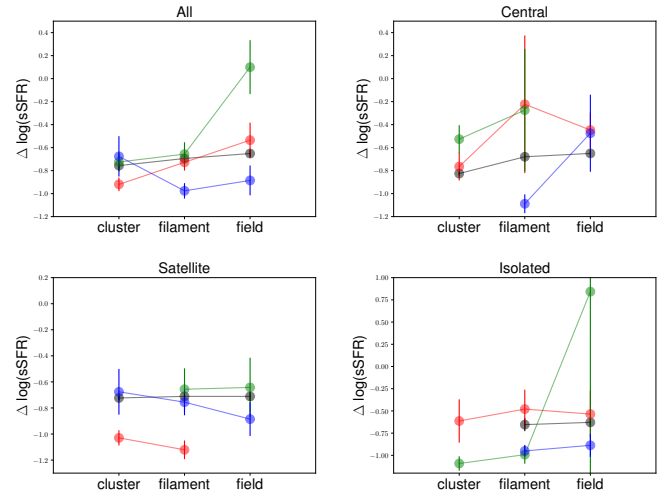 All
Central
0.4
0.2
0.0
−0.2
−0.4
−0.6
−0.8
−1.0
−1.2
Δ log(sSFR)
cluster filament field
0.4
0.2
0.0
−0.2
−0.4
−0.6
−0.8
−1.0
−1.2
Δ log(sSFR)
cluster filament field
Satellite
Isolated
0.2
0.0
−0.2
−0.4
−0.6
−0.8
−1.0
−1.2
Δ log(sSFR)
cluster filament field
1.00
0.75
0.50
0.25
0.00
−0.25
−0.50
−0.75
−1.00
Δ log(sSFR)
cluster filament field